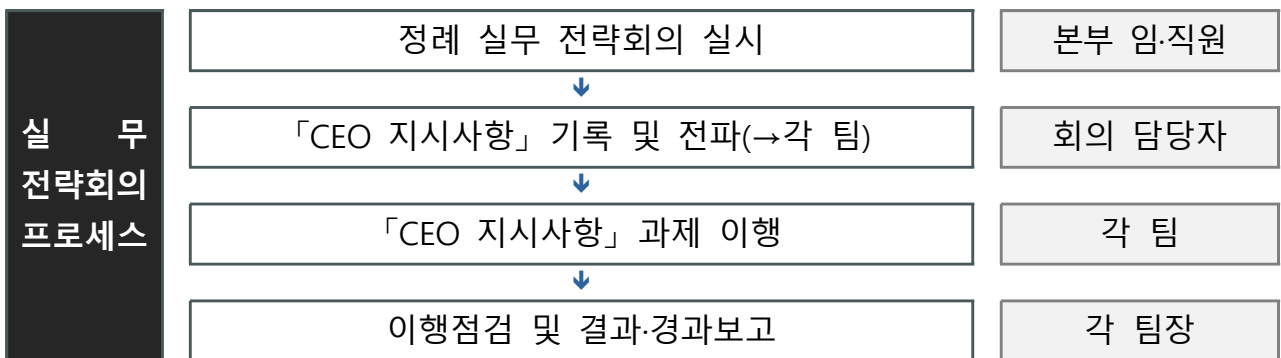 실 무
전략회의
프로세스
정례 실무 전략회의 실시
본부 임·직원
「CEO 지시사항」 기록 및 전파(→각 팀)
회의 담당자
「CEO 지시사항」 과제 이행
각 팀
이행점검 및 결과·경과보고
각 팀장